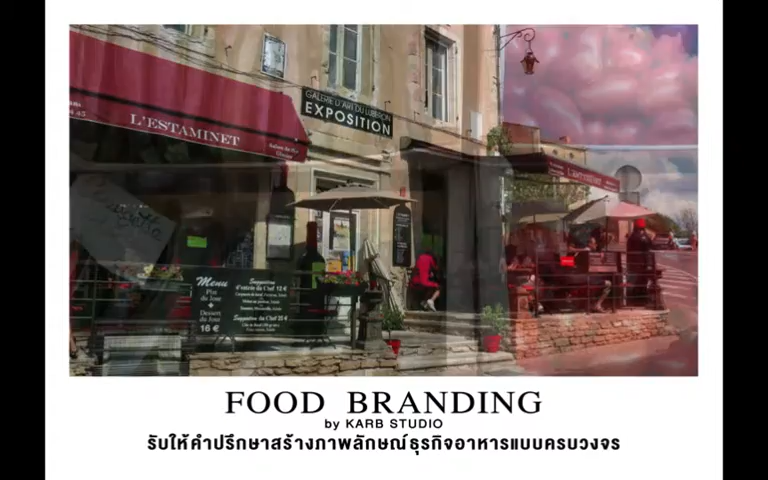 GALERIE D'ART DU LUBERON
EXPOSITION
L'ESTAMINET
L'ESTAMINET
Menu
Plat
du Jour
+
Dessert
du Jour
16 €
Suggestion
d'entrée du Chef 12 €
Suggestion du Chef 25 €
FOOD BRANDING
by KARB STUDIO
รับให้คำปรึกษาสร้างภาพลักษณ์ธุรกิจอาหารแบบครบวงจร